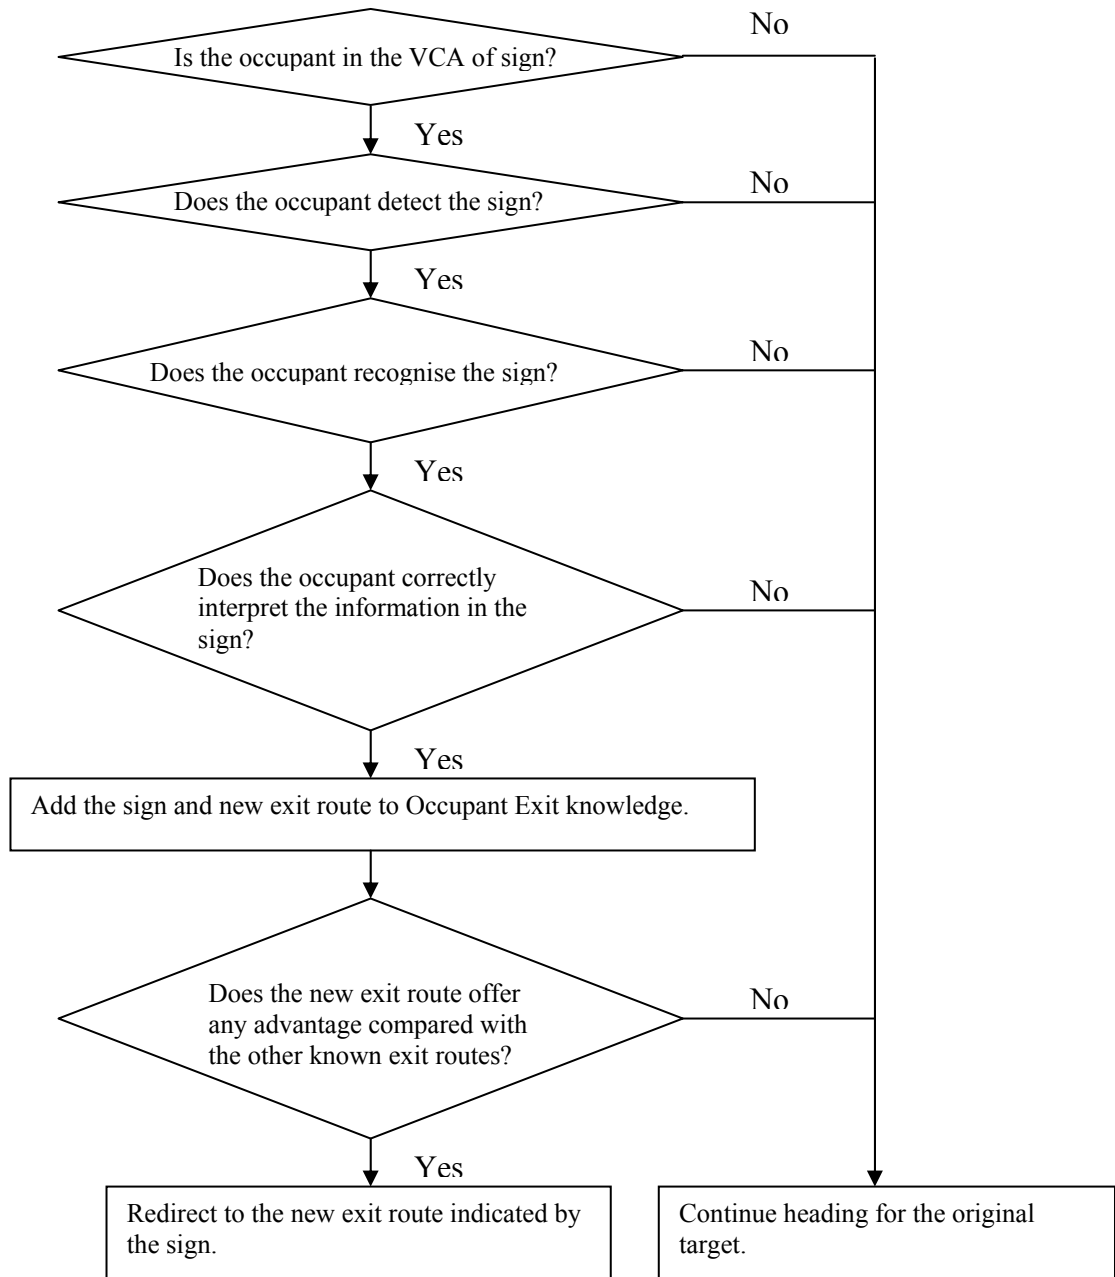 No
Is the occupant in the VCA of sign?
Yes
No
Does the occupant detect the sign?
Yes
No
Does the occupant recognise the sign?
Yes
Does the occupant correctly
interpret the information in the
sign?
No
Yes
Add the sign and new exit route to Occupant Exit knowledge.
Does the new exit route offer
any advantage compared with
the other known exit routes?
No
Yes
Redirect to the new exit route indicated by
the sign.
Continue heading for the original
target.